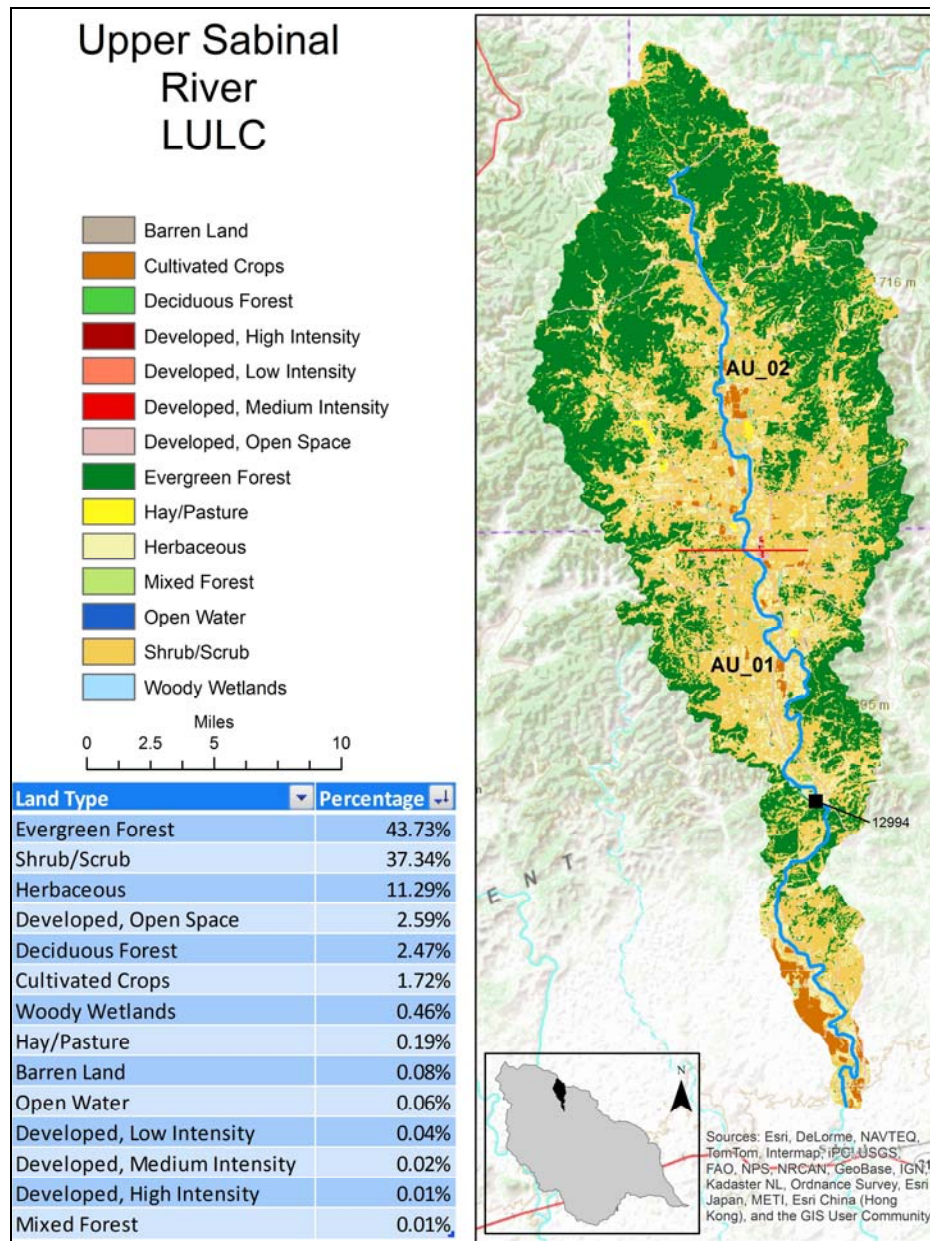 Upper Sabinal
River
LULC
Barren Land
Cultivated Crops
Deciduous Forest
Developed, High Intensity
Developed, Low Intensity
Developed, Medium Intensity
Developed, Open Space
Evergreen Forest
Hay/Pasture
Herbaceous
Mixed Forest
Open Water
Shrub/Scrub
Woody Wetlands
Miles
0 2.5 5 10
Land Type Percentage
Evergreen Forest 43.73%
Shrub/Scrub 37.34%
Herbaceous 11.29%
Developed, Open Space 2.59%
Deciduous Forest 2.47%
Cultivated Crops 1.72%
Woody Wetlands 0.46%
Hay/Pasture 0.19%
Barren Land 0.08%
Open Water 0.06%
Developed, Low Intensity 0.04%
Developed, Medium Intensity 0.02%
Developed, High Intensity 0.01%
Mixed Forest 0.01%
716 m
AU_02
AU_01
95 m
12994
E N T
N
Sources: Esri, DeLorme, NAVTEQ,
TomTom, Intermap, iPC, USGS,
FAO, NPS, NRCAN, GeoBase, IGN,
Kadaster NL, Ordnance Survey, Esri
Japan, METI, Esri China (Hong
Kong), and the GIS User Community